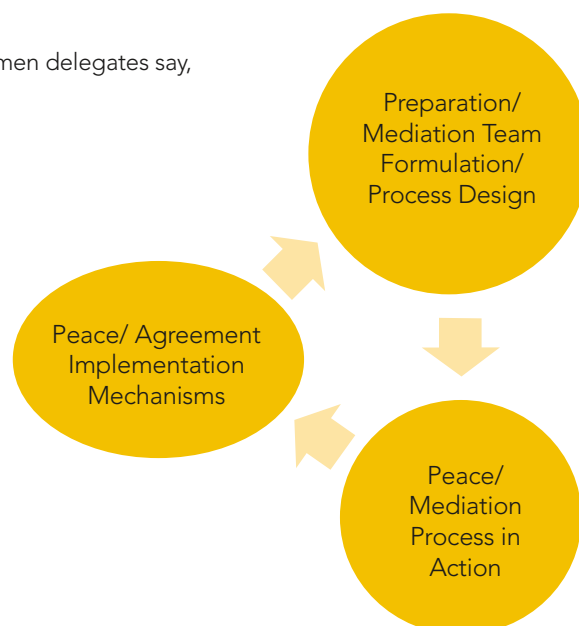 men delegates say,
Preparation/
Mediation Team
Formulation/
Process Design
Peace/ Agreement
Implementation
Mechanisms
Peace/
Mediation
Process in
Action